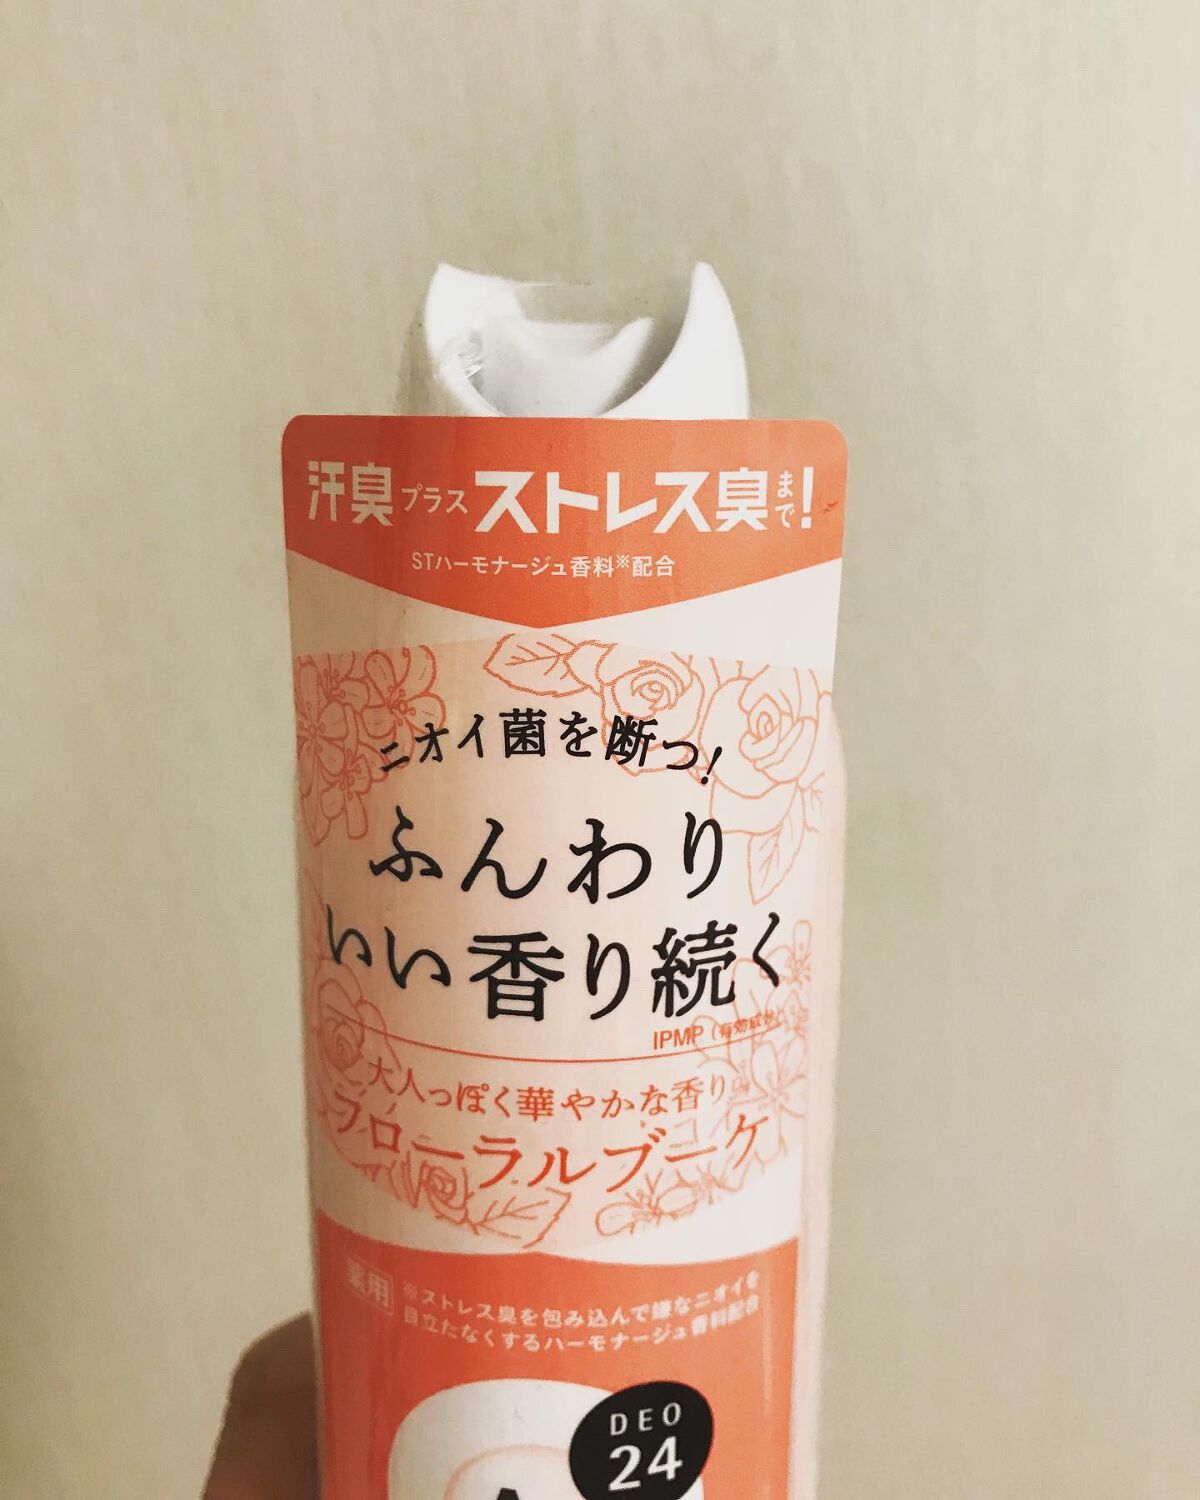 汗臭プラスストレス臭まで!
STハーモナージュ香料※配合
ニオイ菌を断つ!
ふんわり
いい香り続く
IPMP(有効成分)
大人っぽく華やかな香り
フローラルブーケ
薬用
※ストレス臭を包み込んで嫌なニオイを
目立たなくするハーモナージュ香料配合
DEO
24